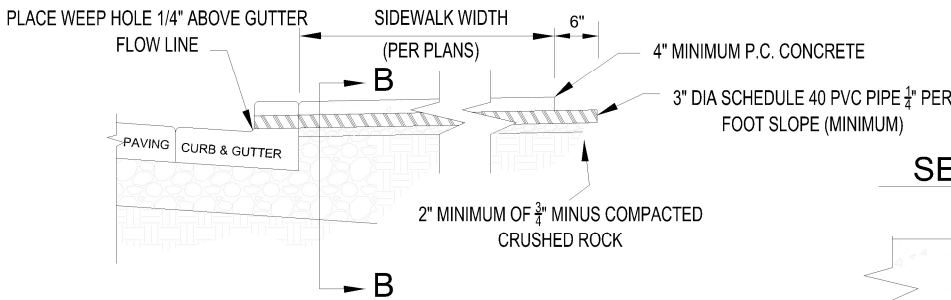 PLACE WEEP HOLE 1/4" ABOVE GUTTER
FLOW LINE
SIDEWALK WIDTH
(PER PLANS)
6"
B
4" MINIMUM P.C. CONCRETE
3" DIA SCHEDULE 40 PVC PIPE 1/4" PER
FOOT SLOPE (MINIMUM)
PAVING
CURB & GUTTER
SE
2" MINIMUM OF 3/4" MINUS COMPACTED
CRUSHED ROCK
B